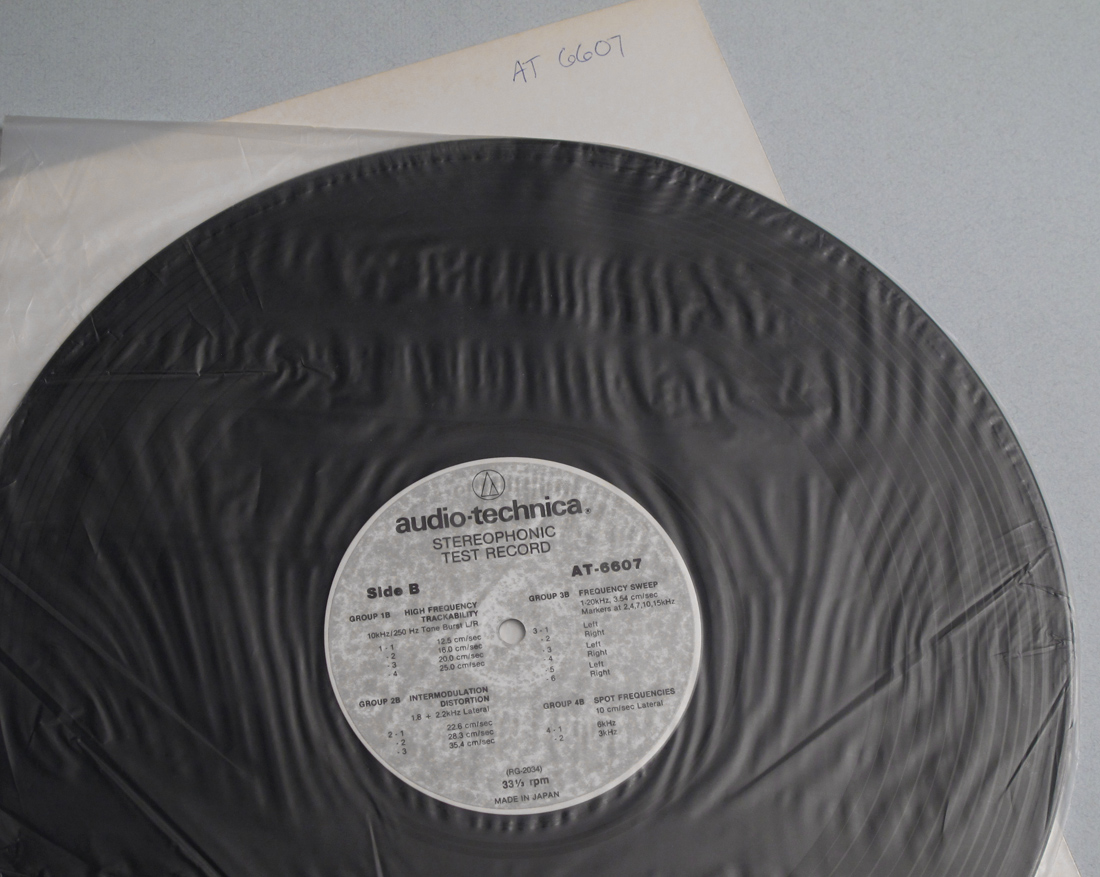 AT 6607
audio-technica.
STEREOPHONIC
TEST RECORD
AT-6607
Side B
GROUP 1B HIGH FREQUENCY
TRACKABILITY
10kHz/250 Hz Tone Burst L/R
1 - 1 12.5 cm/sec
- 2 16.0 cm/sec
- 3 20.0 cm/sec
- 4 25.0 cm/sec
GROUP 2B INTERMODULATION
DISTORTION
1.8 + 2.2kHz Lateral
2 - 1 22.6 cm/sec
- 2 28.3 cm/sec
- 3 35.4 cm/sec
GROUP 3B FREQUENCY SWEEP
1-20kHz, 3.54 cm/sec
Markers at 2,4,7,10,15kHz
3 - 1 Left
- 2 Right
- 3 Left
- 4 Right
- 5 Left
- 6 Right
GROUP 4B SPOT FREQUENCIES
10 cm/sec Lateral
4 - 1 6kHz
- 2 3kHz
(RG-2034)
33⅓ rpm
MADE IN JAPAN